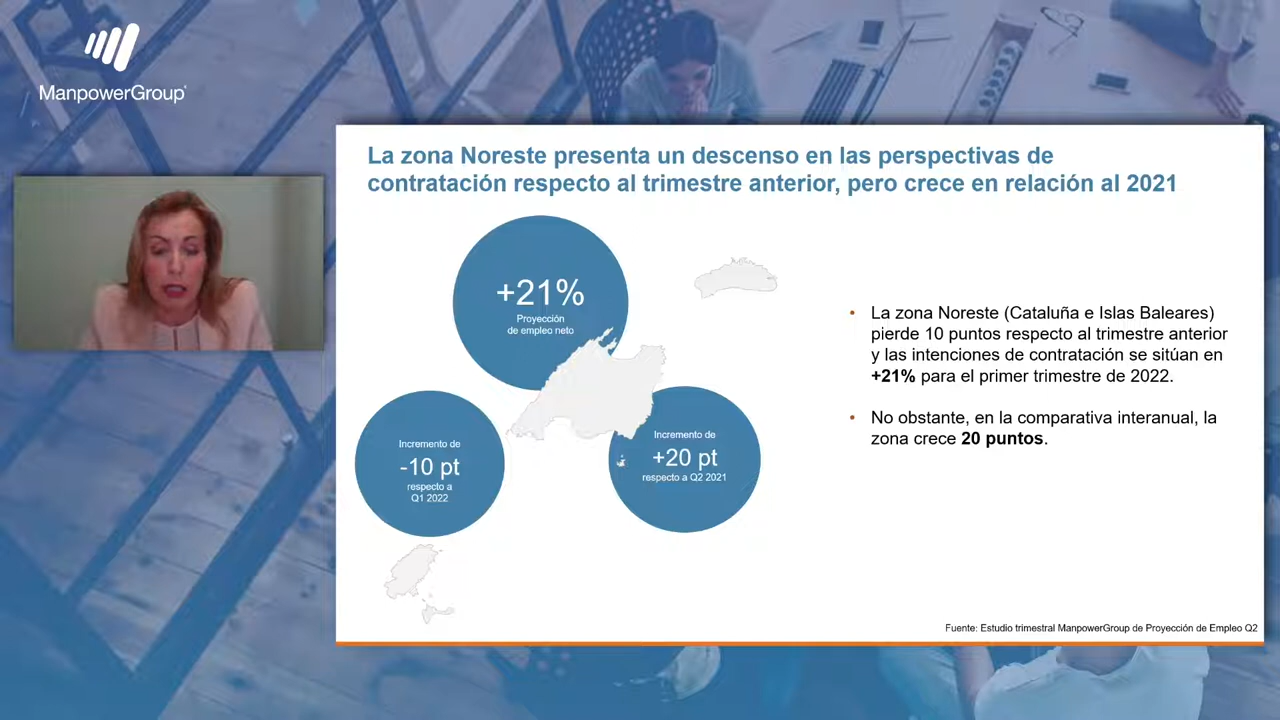 ManpowerGroup
La zona Noreste presenta un descenso en las perspectivas de
contratación respecto al trimestre anterior, pero crece en relación al 2021
+21%
Proyección
de empleo neto
Incremento de
-10 pt
respecto a
Q1 2022
Incremento de
+20 pt
respecto a Q2 2021
• La zona Noreste (Cataluña e Islas Baleares)
pierde 10 puntos respecto al trimestre anterior
y las intenciones de contratación se sitúan en
+21% para el primer trimestre de 2022.
• No obstante, en la comparativa interanual, la
zona crece 20 puntos.
Fuente: Estudio trimestral ManpowerGroup de Proyección de Empleo Q2